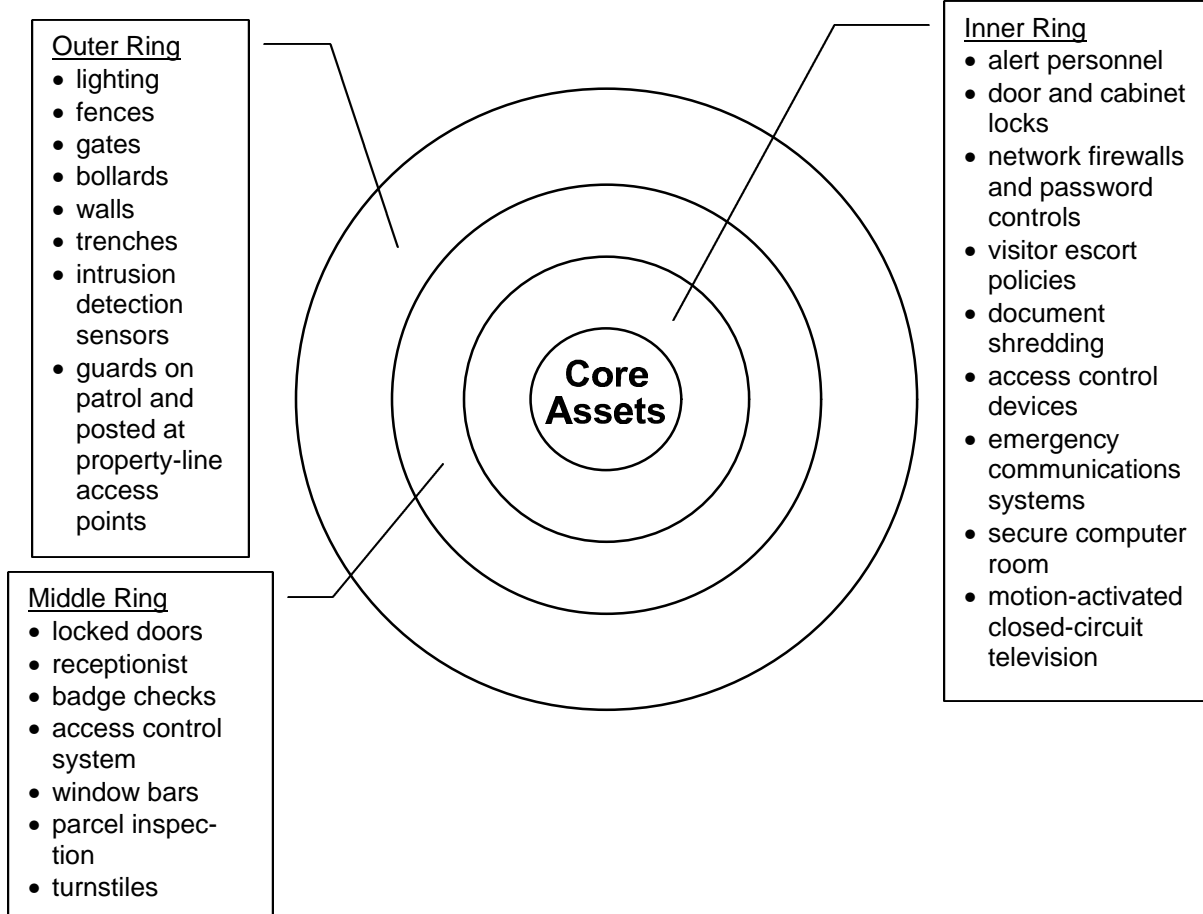 Outer Ring
• lighting
• fences
• gates
• bollards
• walls
• trenches
• intrusion
detection
sensors
• guards on
patrol and
posted at
property-line
access
points
Middle Ring
• locked doors
• receptionist
• badge checks
• access control
system
• window bars
• parcel inspec-
tion
• turnstiles
Core
Assets
Inner Ring
• alert personnel
• door and cabinet
locks
• network firewalls
and password
controls
• visitor escort
policies
• document
shredding
• access control
devices
• emergency
communications
systems
• secure computer
room
• motion-activated
closed-circuit
television